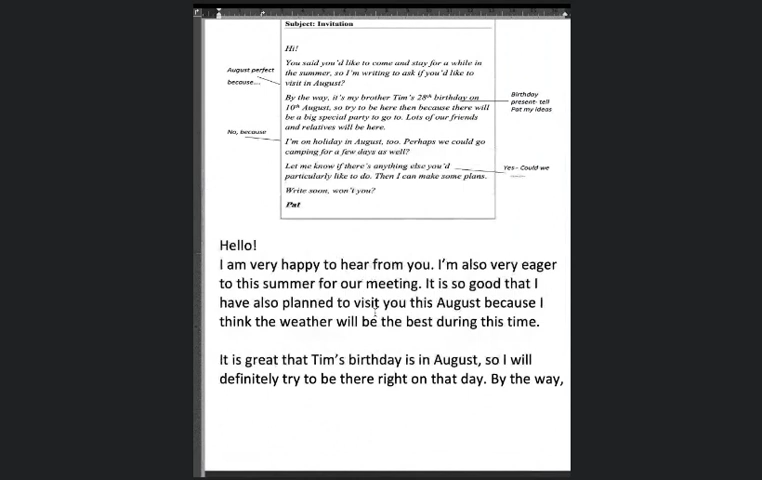 Subject: Invitation
Hi!
You said you'd like to come and stay for a while in
the summer, so I'm writing to ask if you'd like to
visit in August?
August perfect
because....
By the way, it's my brother Tim's 28th birthday on
10th August, so try to be here then because there will
be a big special party to go to. Lots of our friends
and relatives will be here.
Birthday
present- tell
Pat my ideas
No, because
I'm on holiday in August, too. Perhaps we could go
camping for a few days as well?
Let me know if there's anything else you'd
particularly like to do. Then I can make some plans.
Yes- Could we
Write soon, won't you?
Pat
Hello!
I am very happy to hear from you. I'm also very eager
to this summer for our meeting. It is so good that I
have also planned to visit you this August because I
think the weather will be the best during this time.
It is great that Tim's birthday is in August, so I will
definitely try to be there right on that day. By the way,